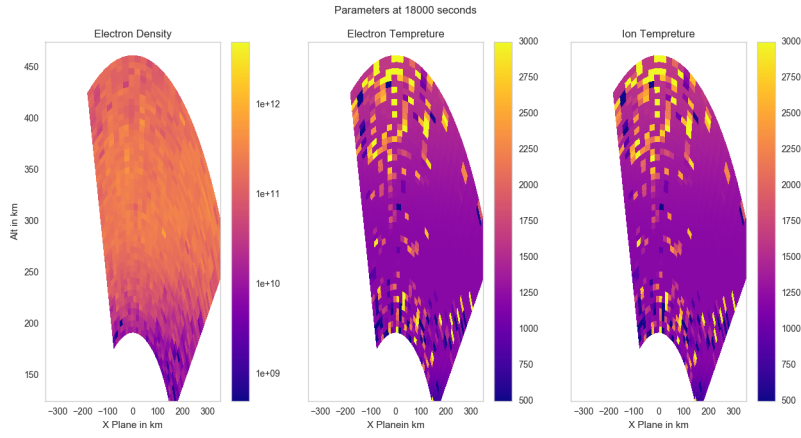 Parameters at 18000 seconds
Electron Density
Electron Tempreture
Ion Tempreture
Alt in km
450
400
350
300
250
200
150
-300 -200 -100 0 100 200 300
X Plane in km
1e+12
1e+11
1e+10
1e+09
-300 -200 -100 0 100 200 300
X Planein km
3000
2750
2500
2250
2000
1750
1500
1250
1000
750
500
-300 -200 -100 0 100 200 300
X Plane in km
3000
2750
2500
2250
2000
1750
1500
1250
1000
750
500